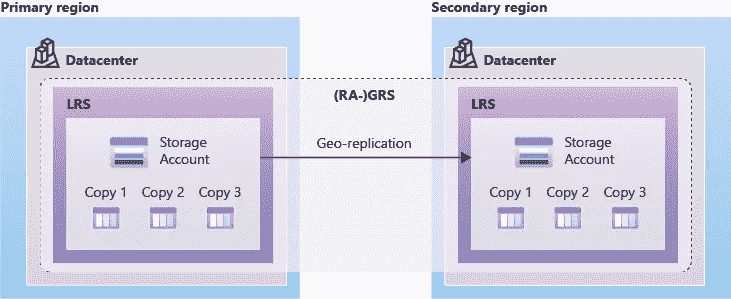 Primary region
Secondary region
Datacenter
Datacenter
(RA-)GRS
LRS
LRS
Storage
Account
Geo-replication
Storage
Account
Copy 1 Copy 2 Copy 3
Copy 1 Copy 2 Copy 3